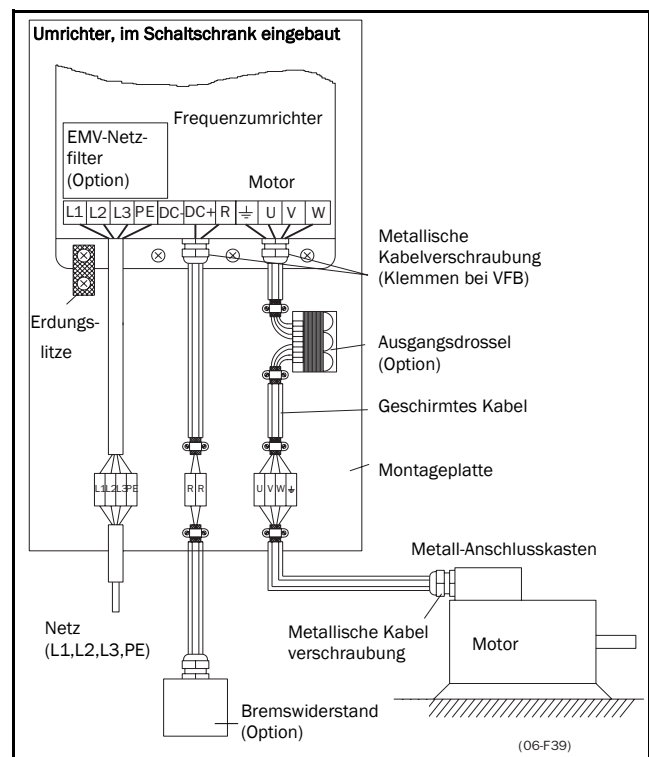 Umrichter, im Schaltschrank eingebaut
Frequenzumrichter
EMV-Netz-
filter
(Option)
Motor
L1 L2 L3 PE DC- DC+ R ⏚ U V W
Metallische
Kabelverschraubung
(Klemmen bei VFB)
Erdungs-
litze
Ausgangsdrossel
(Option)
Geschirmtes Kabel
Montageplatte
L1 L2 L3 PE
R R
U V W ⏚
Metall-Anschlusskasten
Netz
(L1,L2,L3,PE)
Metallische Kabel
verschraubung
Motor
Bremswiderstand
(Option)
(06-F39)